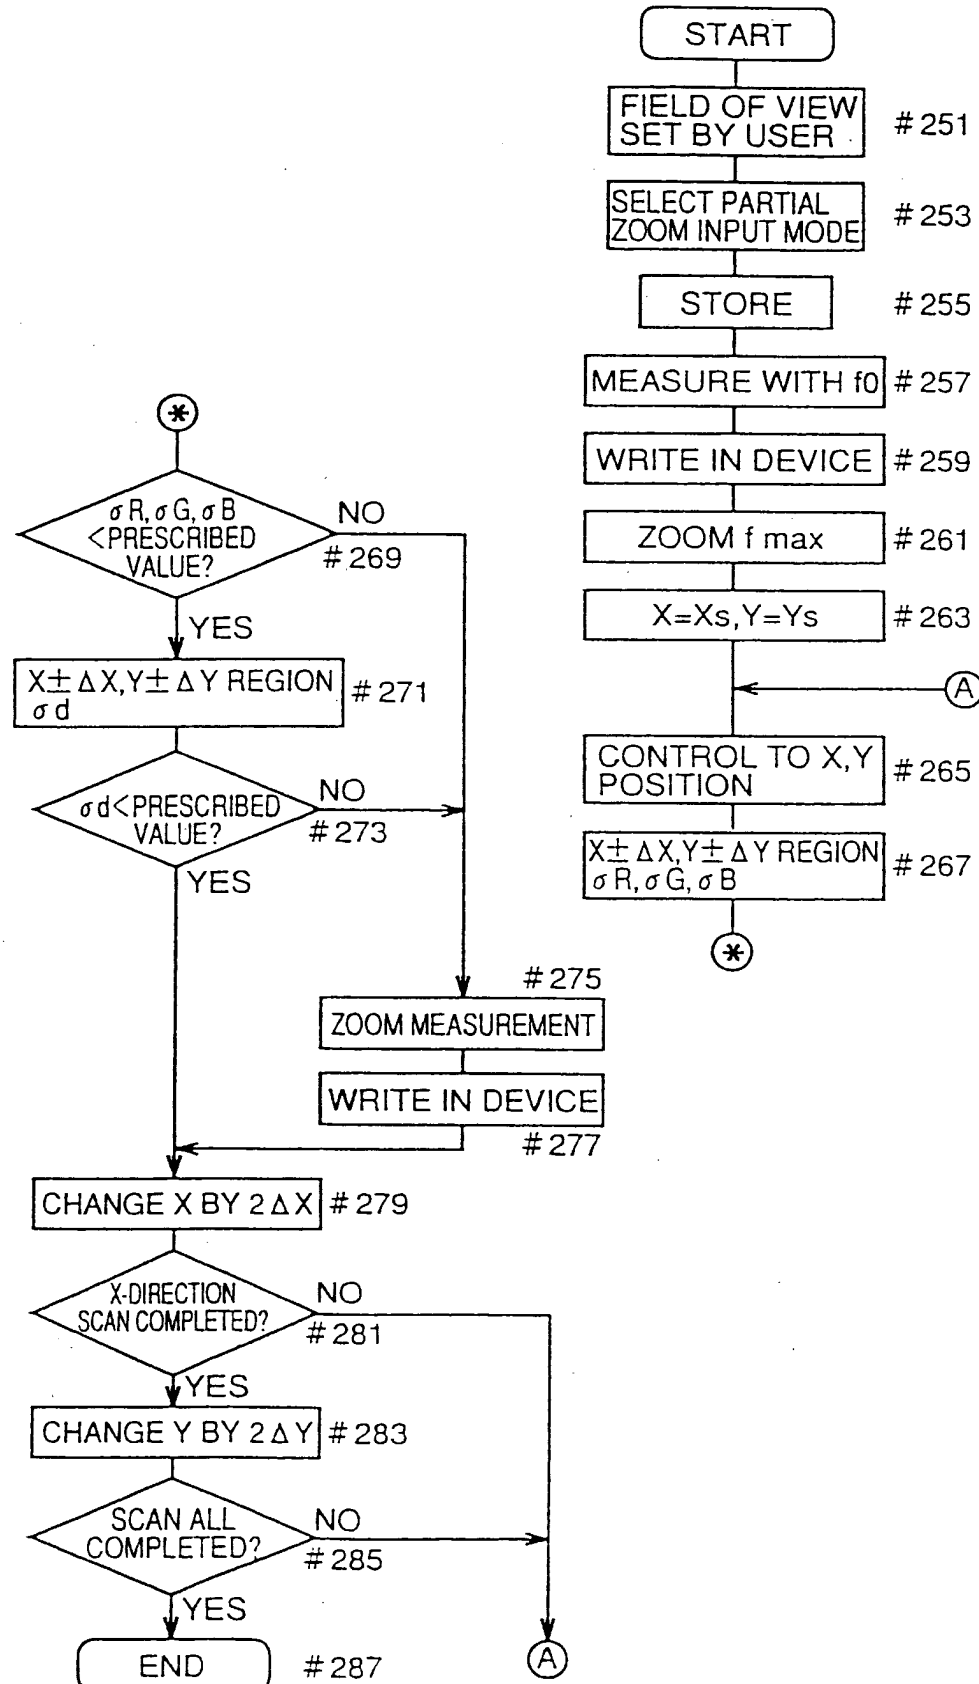 START
FIELD OF VIEW
SET BY USER
#251
SELECT PARTIAL
ZOOM INPUT MODE
#253
STORE
#255
MEASURE WITH f0
#257
WRITE IN DEVICE
#259
ZOOM f max
#261
X=Xs,Y=Ys
#263
A
CONTROL TO X,Y
POSITION
#265
X±ΔX,Y±ΔY REGION
σR,σG,σB
#267
*
*
σR,σG,σB
<PRESCRIBED
VALUE?
NO
#269
YES
X±ΔX,Y±ΔY REGION
σd
#271
σd<PRESCRIBED
VALUE?
NO
#273
YES
#275
ZOOM MEASUREMENT
WRITE IN DEVICE
#277
CHANGE X BY 2ΔX
#279
X-DIRECTION
SCAN COMPLETED?
NO
#281
YES
CHANGE Y BY 2ΔY
#283
SCAN ALL
COMPLETED?
NO
#285
YES
END
#287
A